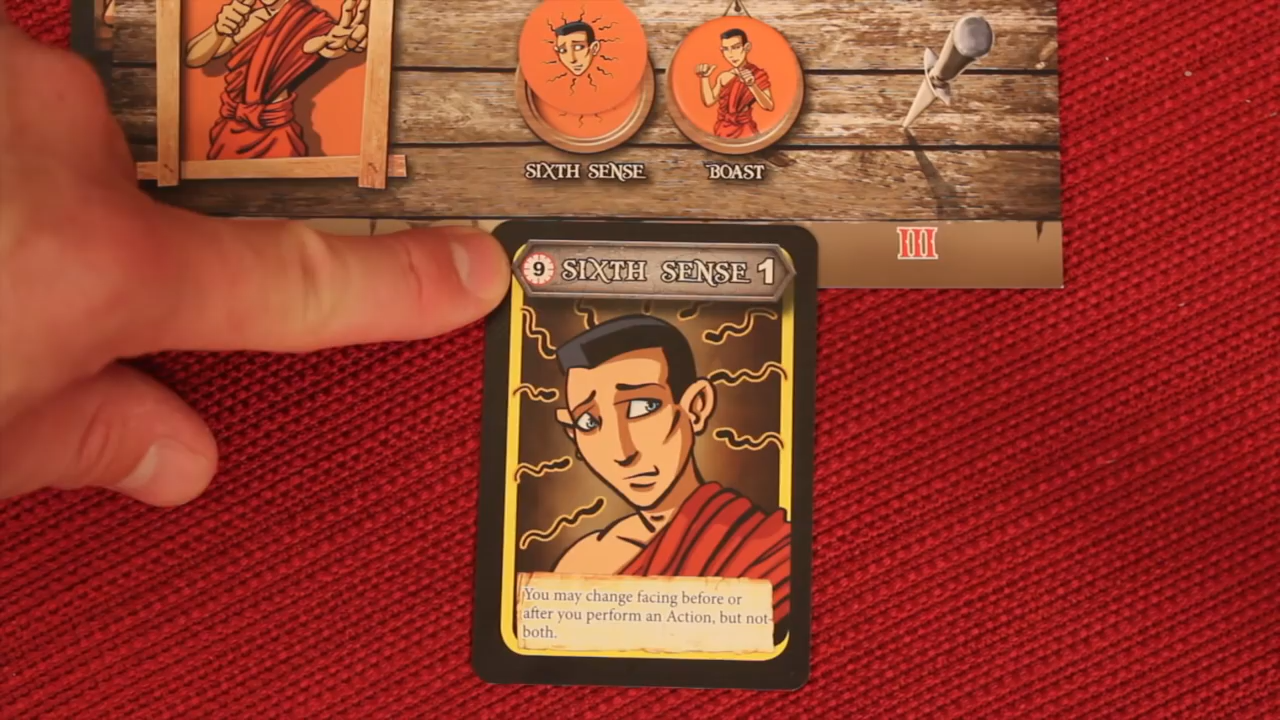 SIXTH SENSE
BOAST
III
9 SIXTH SENSE 1
You may change facing before or
after you perform an Action, but not
both.